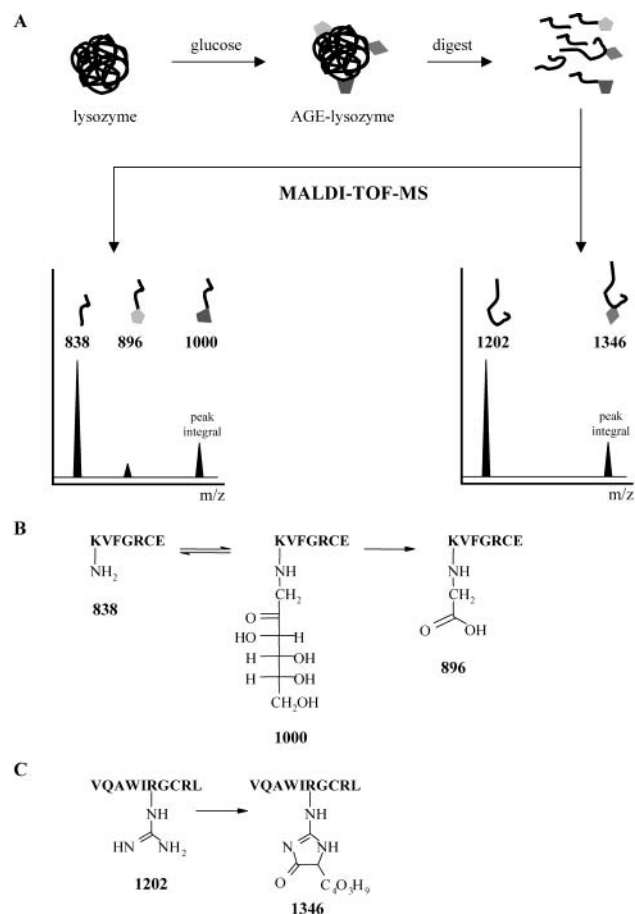 A
glucose
digest
lysozyme
AGE-lysozyme
MALDI-TOF-MS
838 896 1000
peak
integral
m/z
1202 1346
peak
integral
m/z
B
KVFGRCE
NH2
838
KVFGRCE
NH
CH2
O
HO H
H OH
H OH
CH2OH
1000
KVFGRCE
NH
CH2
O OH
896
C
VQAWIRGCRL
NH
HN NH2
1202
VQAWIRGCRL
NH
N NH
O
C4O3H9
1346